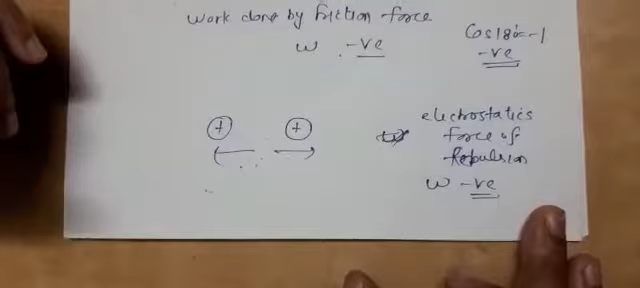 Work done by friction force
W -ve
Cos180=-1
-ve
+ +
electrostatics
force of
Repulsion
W -ve